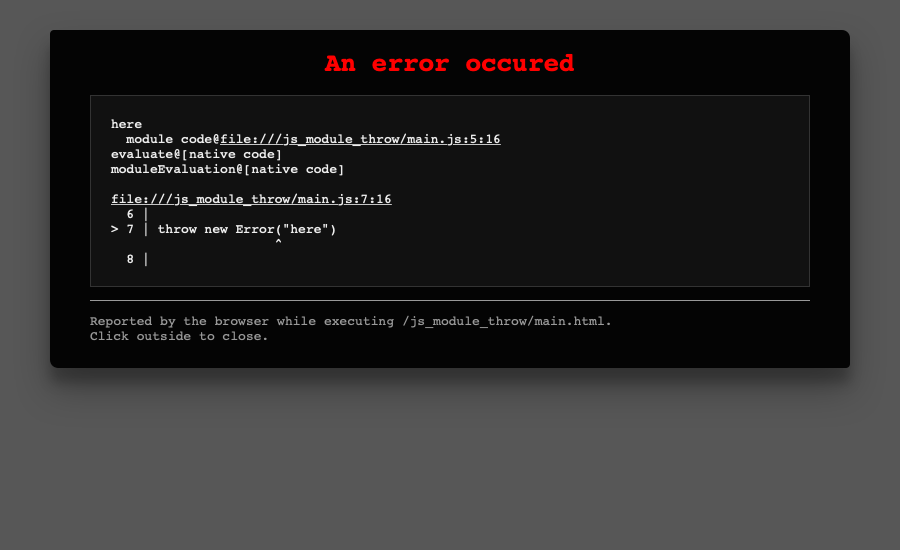 An error occured
here
  module code@file:///js_module_throw/main.js:5:16
evaluate@[native code]
moduleEvaluation@[native code]

file:///js_module_throw/main.js:7:16
  6 |
> 7 | throw new Error("here")
                     ^
  8 |
Reported by the browser while executing /js_module_throw/main.html.
Click outside to close.